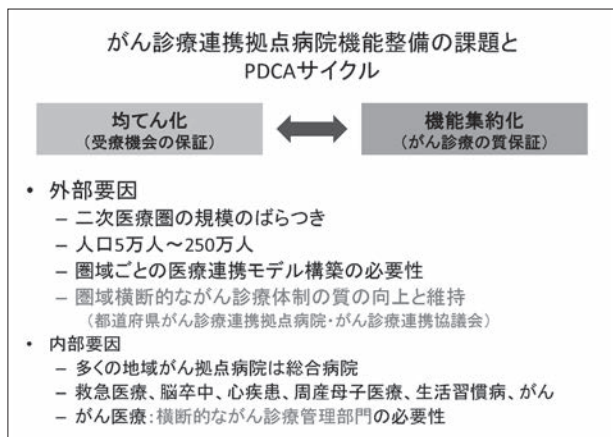 がん診療連携拠点病院機能整備の課題と
PDCAサイクル
均てん化
（受療機会の保証）
機能集約化
（がん診療の質保証）
• 外部要因
– 二次医療圏の規模のばらつき
– 人口5万人～250万人
– 圏域ごとの医療連携モデル構築の必要性
– 圏域横断的ながん診療体制の質の向上と維持
（都道府県がん診療連携拠点病院・がん診療連携協議会）
• 内部要因
– 多くの地域がん拠点病院は総合病院
– 救急医療、脳卒中、心疾患、周産母子医療、生活習慣病、がん
– がん医療：横断的ながん診療管理部門の必要性